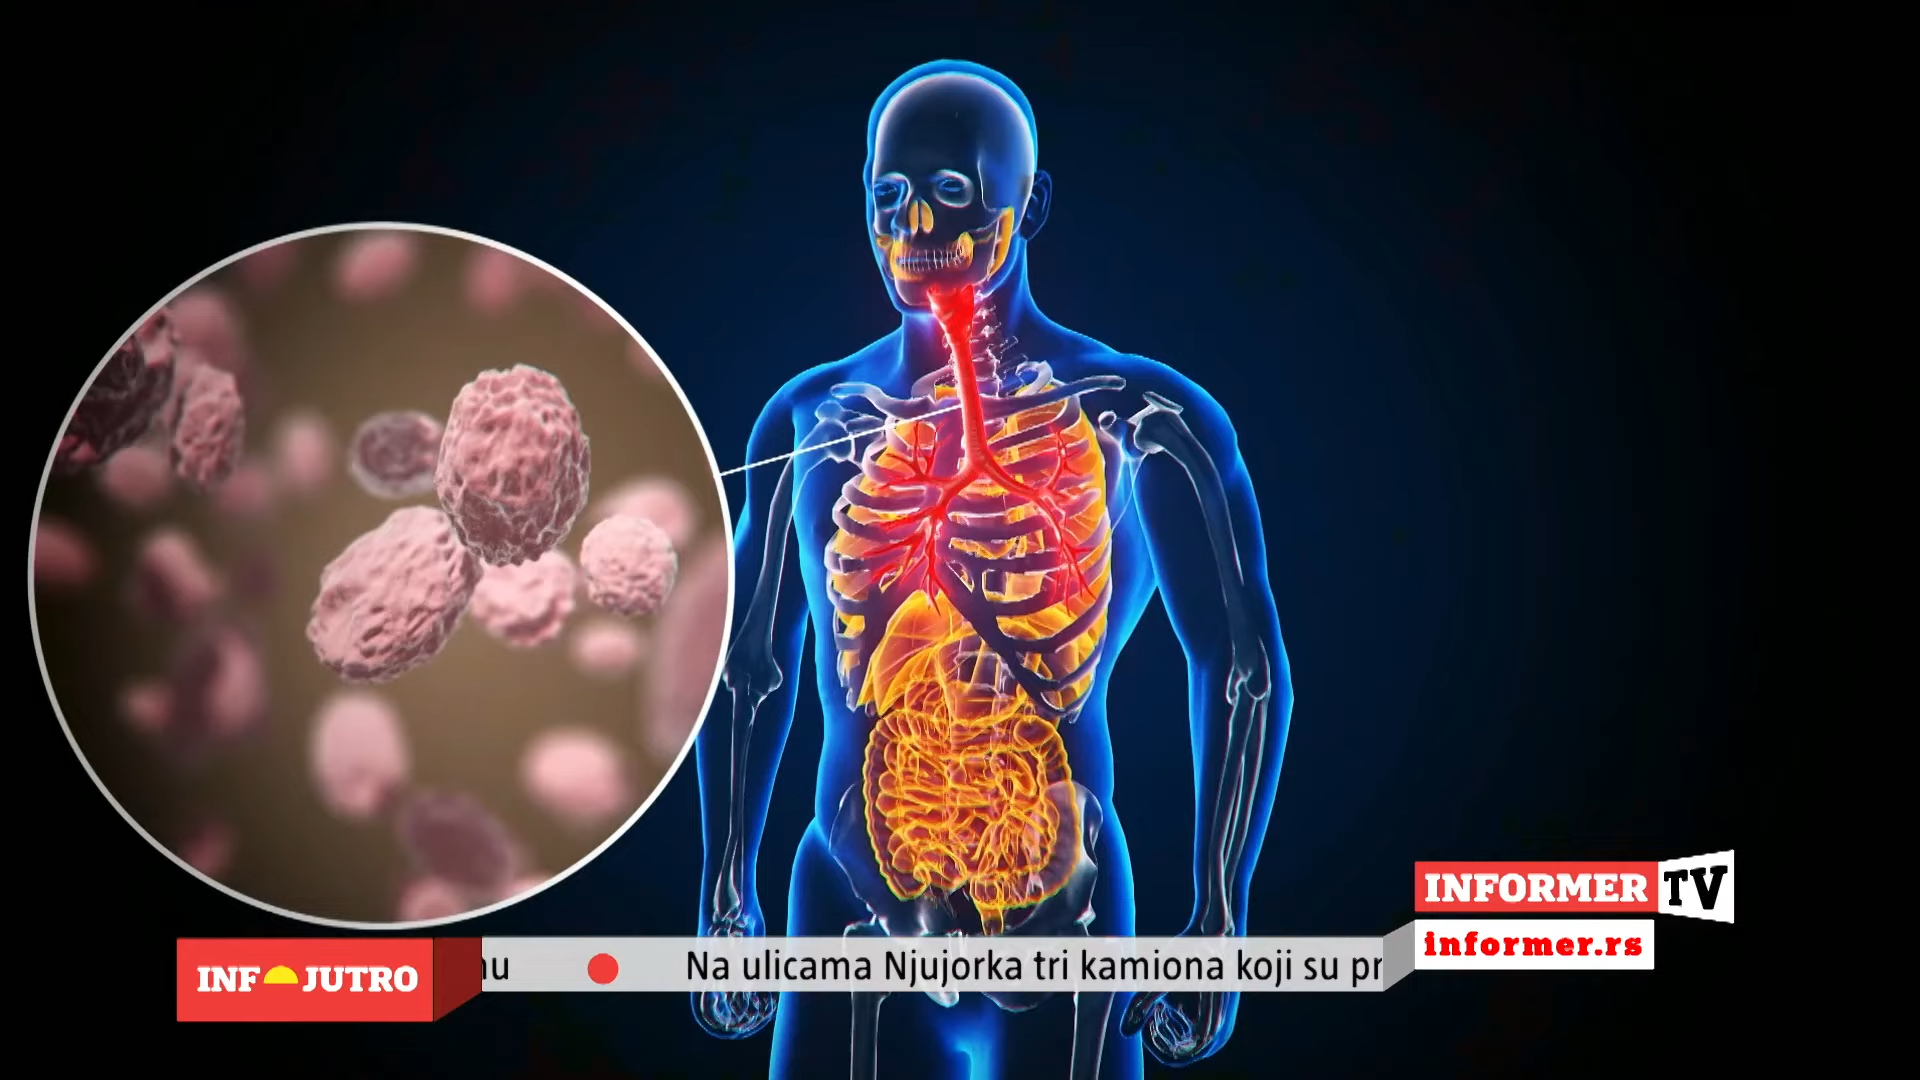 INFORMER TV
informer.rs
INF JUTRO
Na ulicama Njujorka tri kamiona koji su